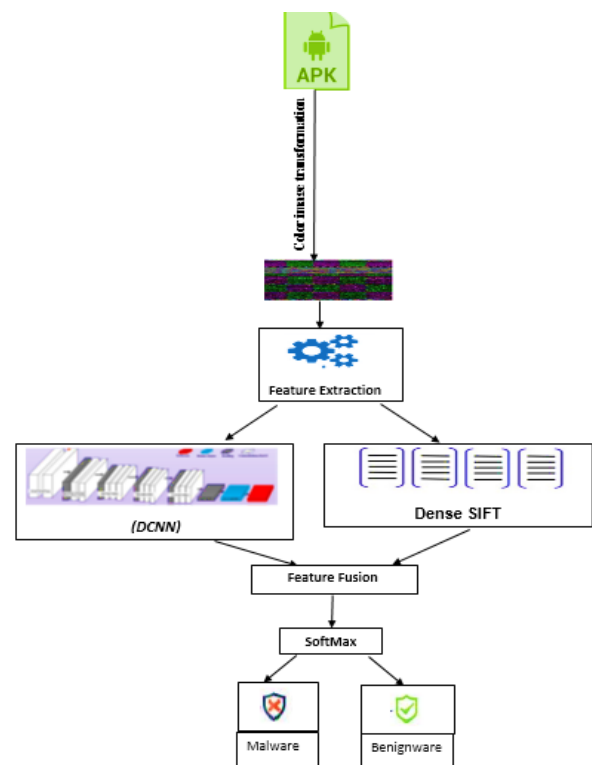 APK
Color image transformation
Feature Extraction
(DCNN)
Dense SIFT
Feature Fusion
SoftMax
Malware
Benignware